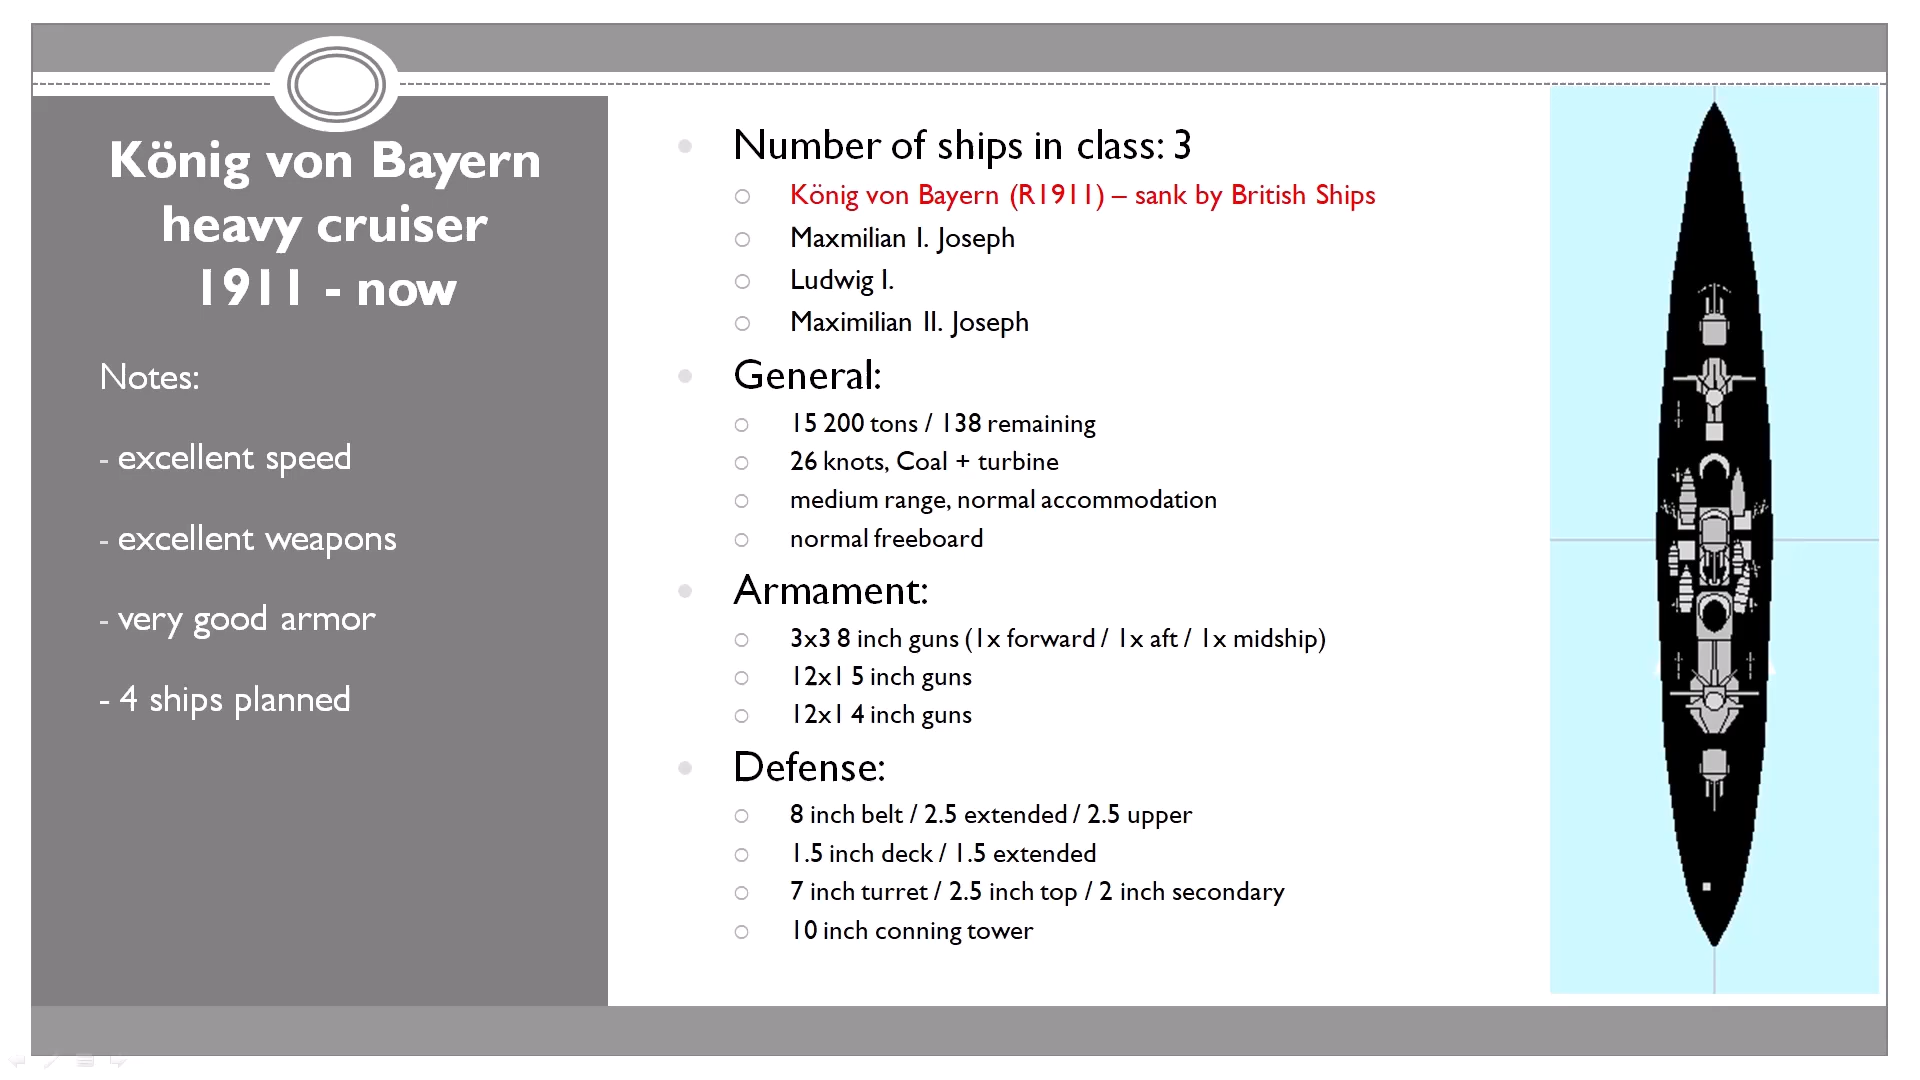 König von Bayern
heavy cruiser
1911 - now
Notes:
- excellent speed
- excellent weapons
- very good armor
- 4 ships planned
Number of ships in class: 3
König von Bayern (R1911) – sank by British Ships
Maxmilian I. Joseph
Ludwig I.
Maximilian II. Joseph
General:
15 200 tons / 138 remaining
26 knots, Coal + turbine
medium range, normal accommodation
normal freeboard
Armament:
3x3 8 inch guns (1x forward / 1x aft / 1x midship)
12x1 5 inch guns
12x1 4 inch guns
Defense:
8 inch belt / 2.5 extended / 2.5 upper
1.5 inch deck / 1.5 extended
7 inch turret / 2.5 inch top / 2 inch secondary
10 inch conning tower